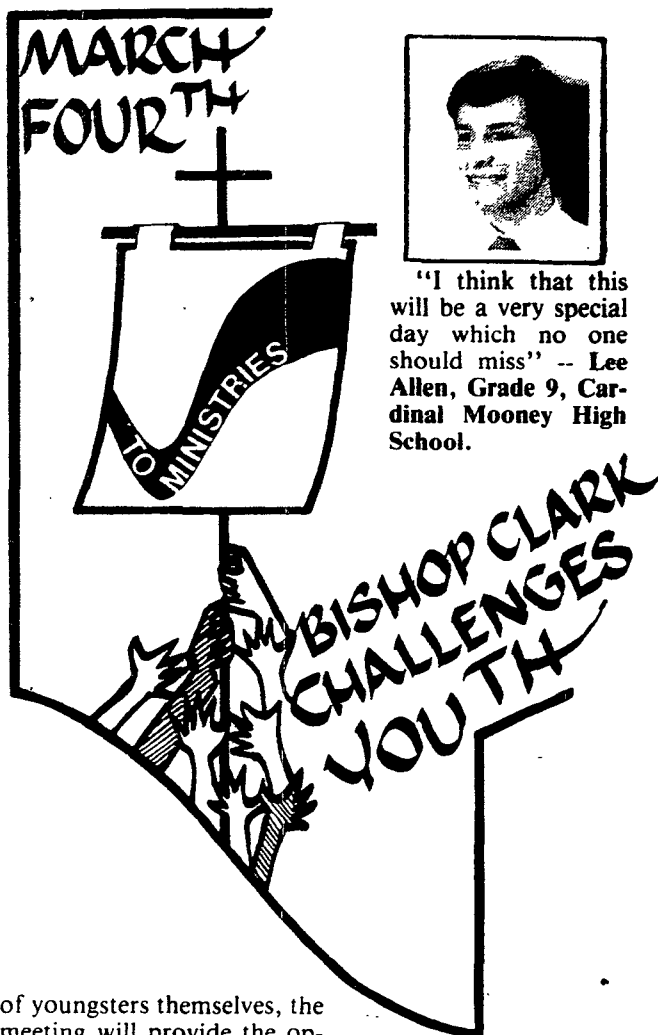 MARCH
FOURTH
TO MINISTRIES
"I think that this
will be a very special
day which no one
should miss" -- Lee
Allen, Grade 9, Car-
dinal Mooney High
School.
BISHOP CLARK
CHALLENGES
YOUTH
of youngsters themselves, the
meeting will provide the op-